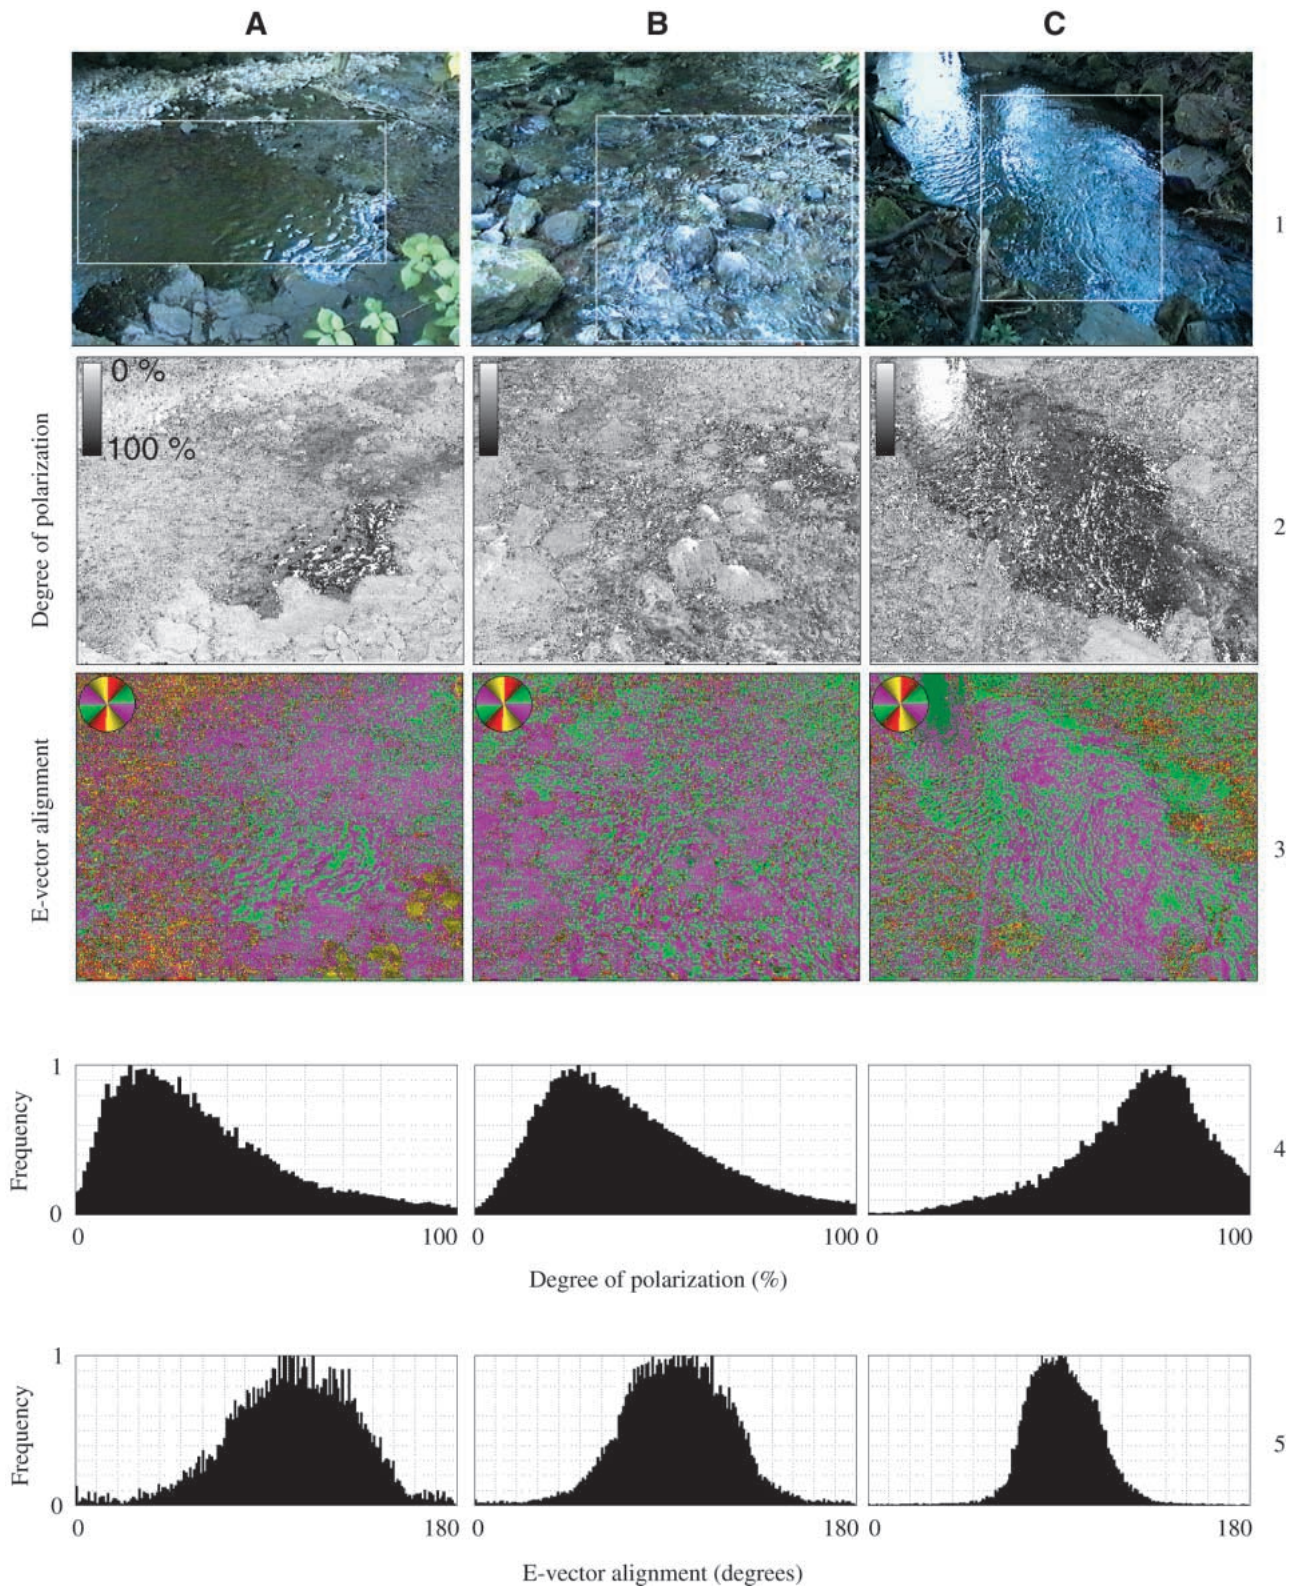 A B C
1
Degree of polarization
0 %
100 %
2
E-vector alignment
3
Frequency
1
0
0 100 0 100 0 100
4
Degree of polarization (%)
Frequency
1
0
0 180 0 180 0 180
5
E-vector alignment (degrees)